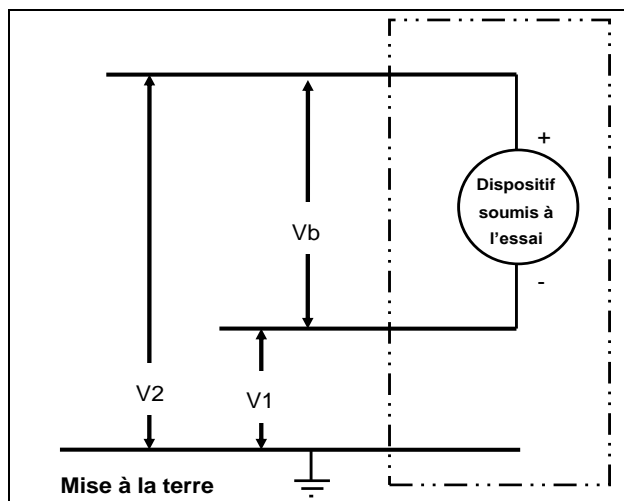 +
Dispositif
soumis à
l'essai
Vb
-
V2
V1
Mise à la terre